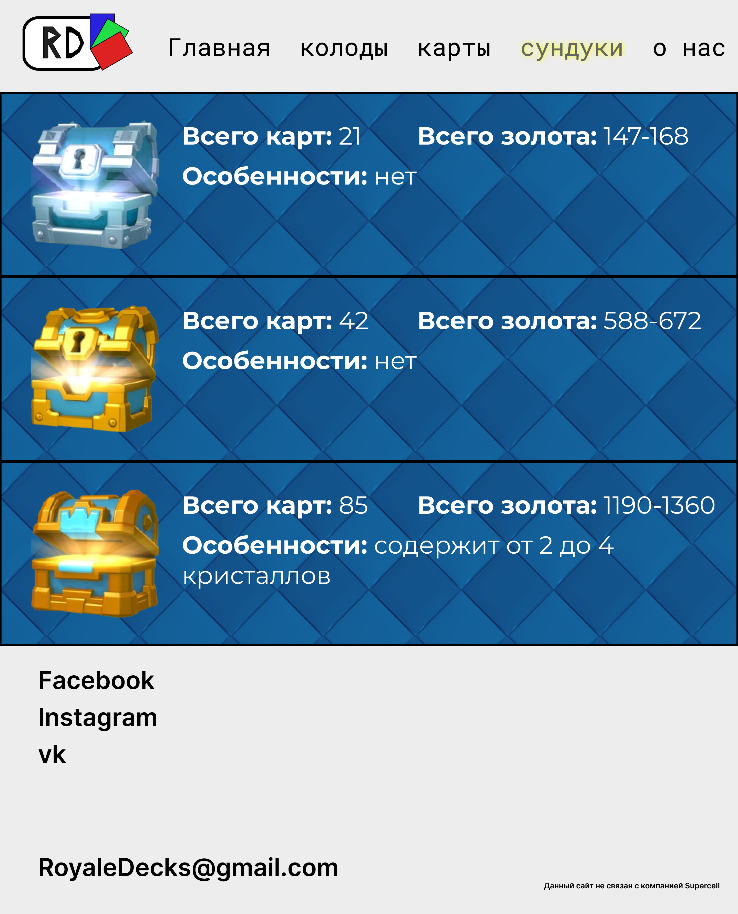 RD
Главная колоды карты сундуки о нас
Всего карт: 21 Всего золота: 147-168
Особенности: нет
Всего карт: 42 Всего золота: 588-672
Особенности: нет
Всего карт: 85 Всего золота: 1190-1360
Особенности: содержит от 2 до 4
кристаллов
Facebook
Instagram
vk
RoyaleDecks@gmail.com
Данный сайт не связан с компанией Supercell